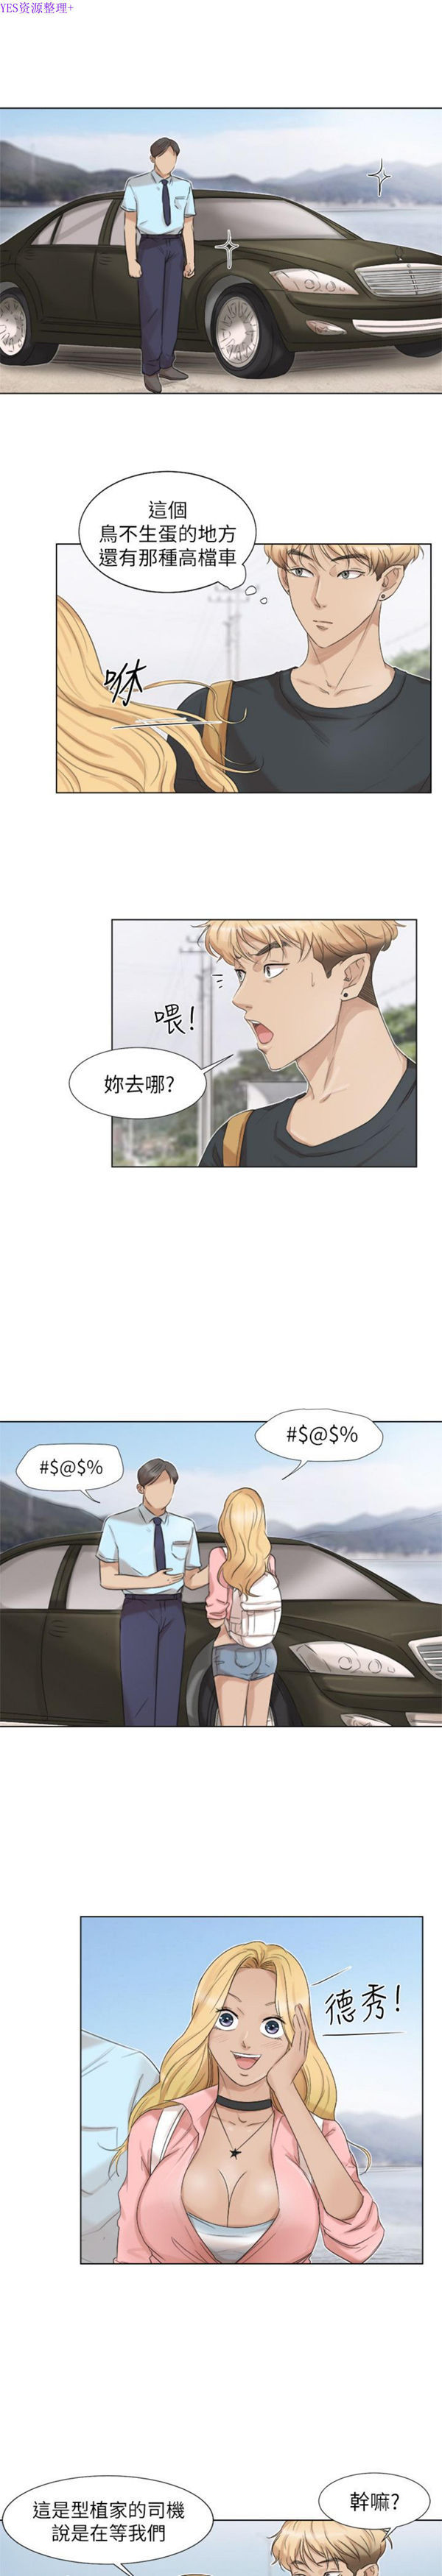 YES资源整理+
這個
鳥不生蛋的地方
還有那種高檔車
咻
喂!
妳去哪?
#$@$%
#$@$%
德秀!
幹嘛?
這是型植家的司機
說是在等我們